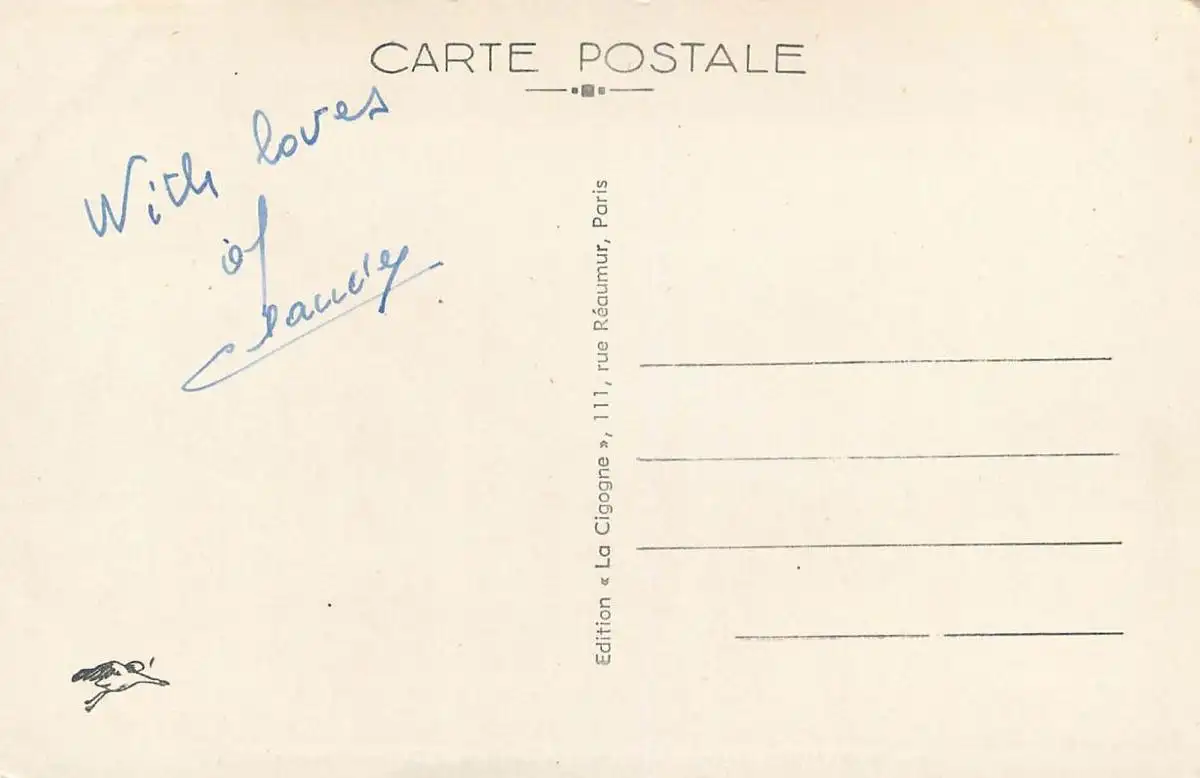 CARTE POSTALE
With loves
of
Edition « La Cigogne », 111, rue Réaumur, Paris